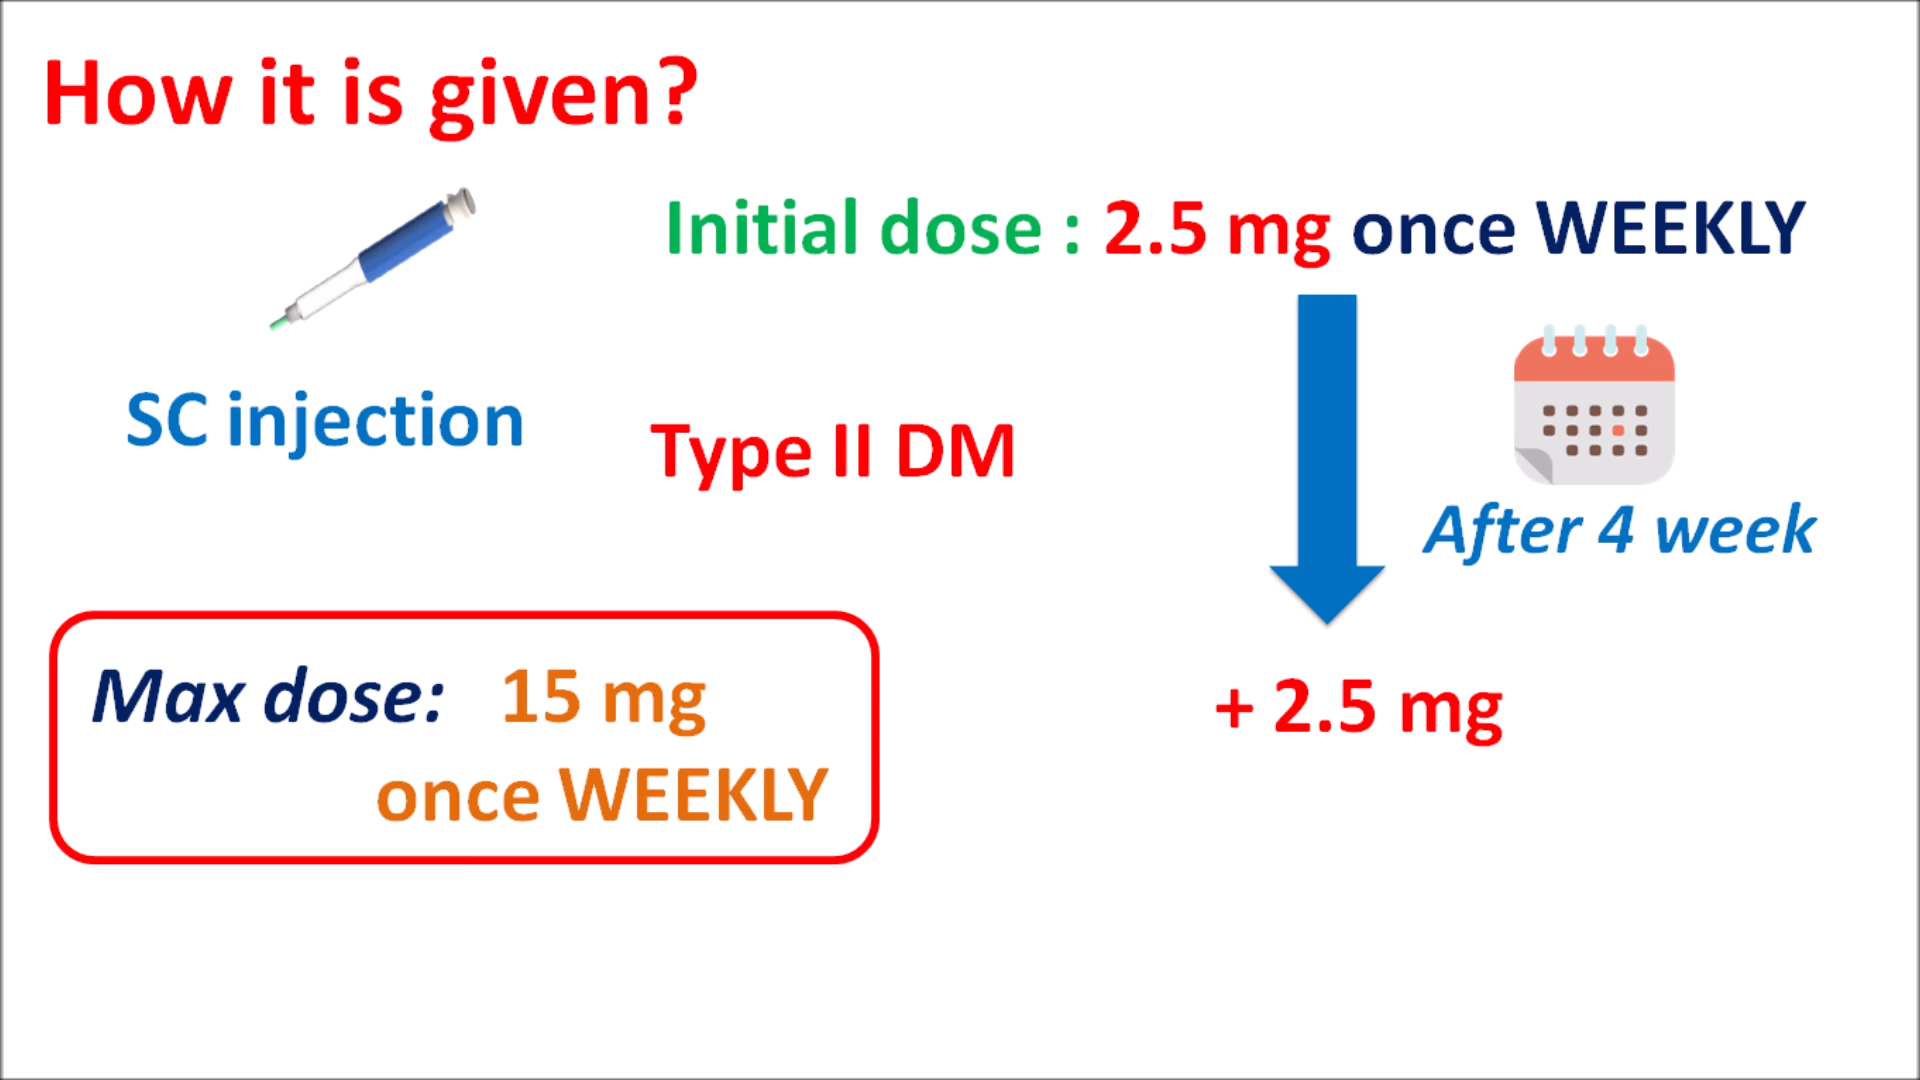 How it is given?
Initial dose : 2.5 mg once WEEKLY
SC injection
Type II DM
After 4 week
Max dose: 15 mg
once WEEKLY
+ 2.5 mg